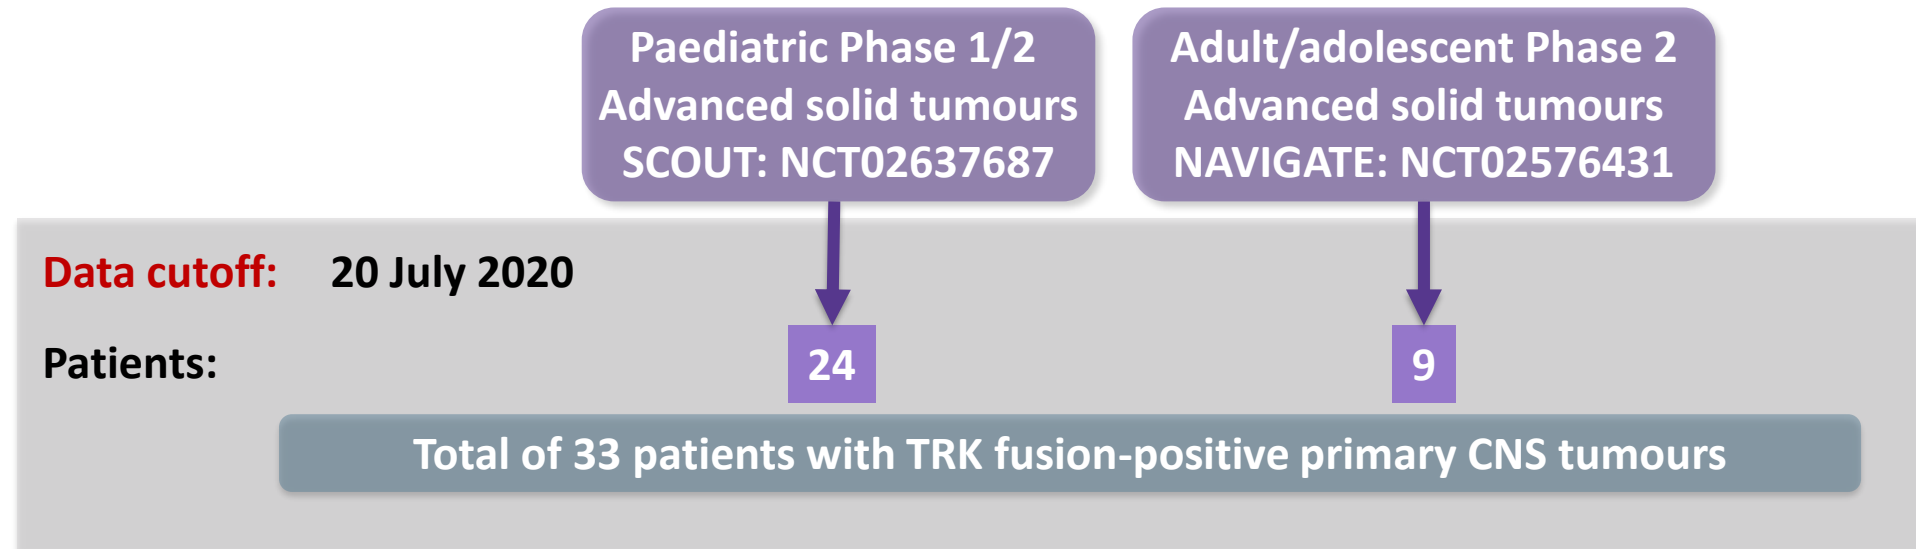 Paediatric Phase 1/2
Advanced solid tumours
SCOUT: NCT02637687
Adult/adolescent Phase 2
Advanced solid tumours
NAVIGATE: NCT02576431
Data cutoff: 20 July 2020
Patients: 24 9
Total of 33 patients with TRK fusion-positive primary CNS tumours